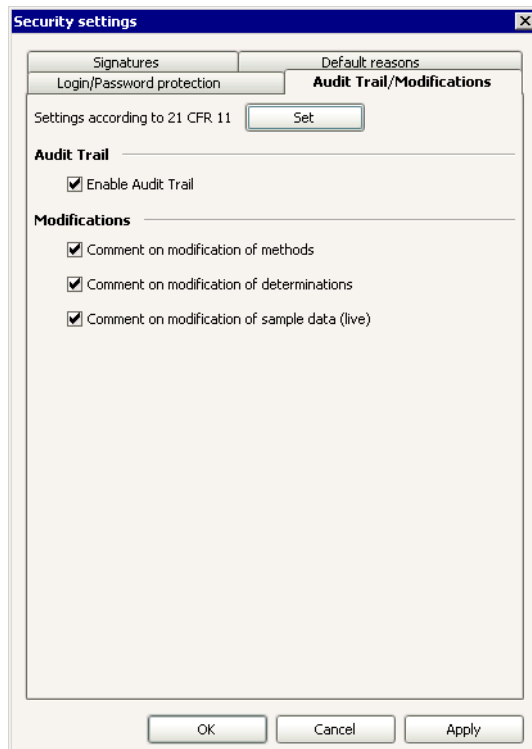 Security settings
Signatures Default reasons
Login/Password protection Audit Trail/Modifications
Settings according to 21 CFR 11 Set
Audit Trail
Enable Audit Trail
Modifications
Comment on modification of methods
Comment on modification of determinations
Comment on modification of sample data (live)
OK Cancel Apply